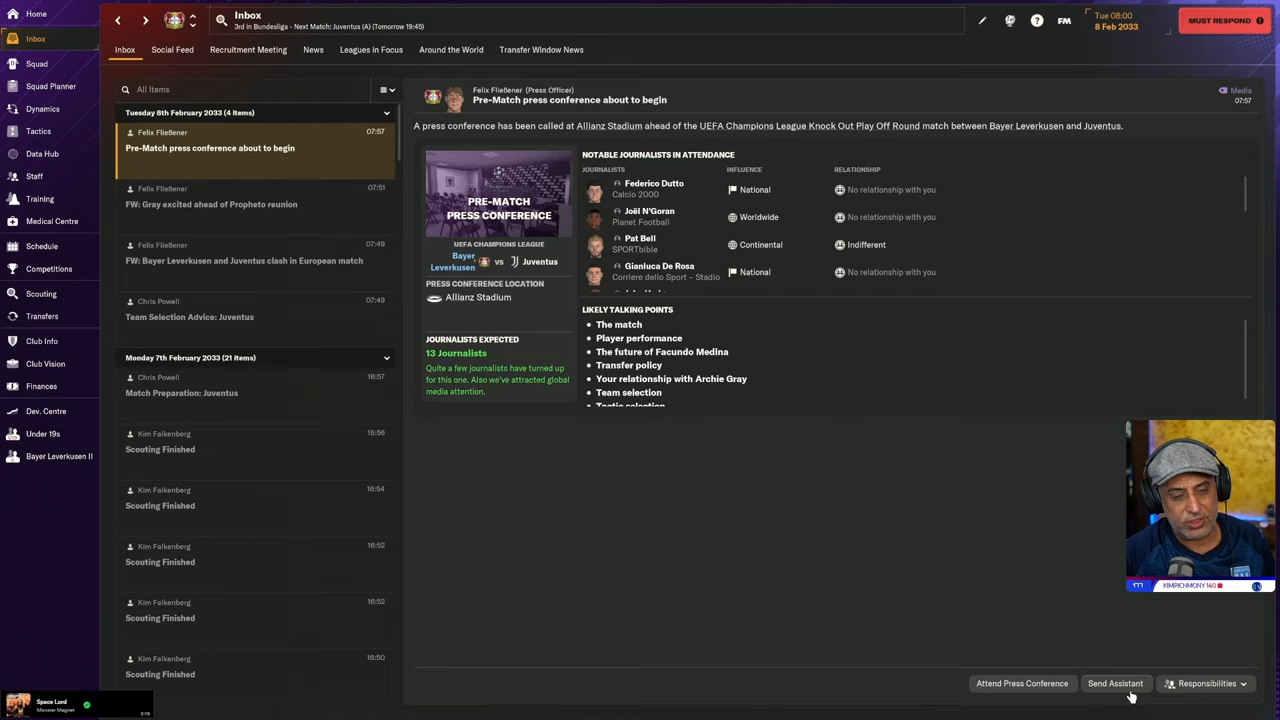 Home
Inbox
Squad
Squad Planner
Dynamics
Tactics
Data Hub
Staff
Training
Medical Centre
Schedule
Competitions
Scouting
Transfers
Club Info
Club Vision
Finances
Dev. Centre
Under 19s
Bayer Leverkusen II
Inbox
3rd in Bundesliga - Next Match: Juventus (A) (Tomorrow 19:45)
FM
Tue 08:00
8 Feb 2033
MUST RESPOND
Inbox Social Feed Recruitment Meeting News Leagues in Focus Around the World Transfer Window News
All Items
Tuesday 8th February 2033 (4 items)
Felix Fließener 07:57
Pre-Match press conference about to begin
Felix Fließener 07:51
FW: Gray excited ahead of Propheto reunion
Felix Fließener 07:49
FW: Bayer Leverkusen and Juventus clash in European match
Chris Powell 07:49
Team Selection Advice: Juventus
Monday 7th February 2033 (21 items)
Chris Powell 16:57
Match Preparation: Juventus
Kim Falkenberg 16:56
Scouting Finished
Kim Falkenberg 16:54
Scouting Finished
Kim Falkenberg 16:52
Scouting Finished
Kim Falkenberg 16:52
Scouting Finished
Kim Falkenberg 16:50
Scouting Finished
Felix Fließener (Press Officer)
Pre-Match press conference about to begin
Media
07:57
A press conference has been called at Allianz Stadium ahead of the UEFA Champions League Knock Out Play Off Round match between Bayer Leverkusen and Juventus.
PRE-MATCH
PRESS CONFERENCE
UEFA CHAMPIONS LEAGUE
Bayer Leverkusen vs Juventus
PRESS CONFERENCE LOCATION
Allianz Stadium
JOURNALISTS EXPECTED
13 Journalists
Quite a few journalists have turned up
for this one. Also we've attracted global
media attention.
NOTABLE JOURNALISTS IN ATTENDANCE
JOURNALISTS INFLUENCE RELATIONSHIP
Federico Dutto
Calcio 2000
National No relationship with you
Joël N'Goran
Planet Football
Worldwide No relationship with you
Pat Bell
SPORTbible
Continental Indifferent
Gianluca De Rosa
Corriere dello Sport – Stadio
National No relationship with you
LIKELY TALKING POINTS
• The match
• Player performance
• The future of Facundo Medina
• Transfer policy
• Your relationship with Archie Gray
• Team selection
• Tactic selection
KIMPICHMONY 140
Attend Press Conference Send Assistant Responsibilities
Space Lord
Monster Magnet